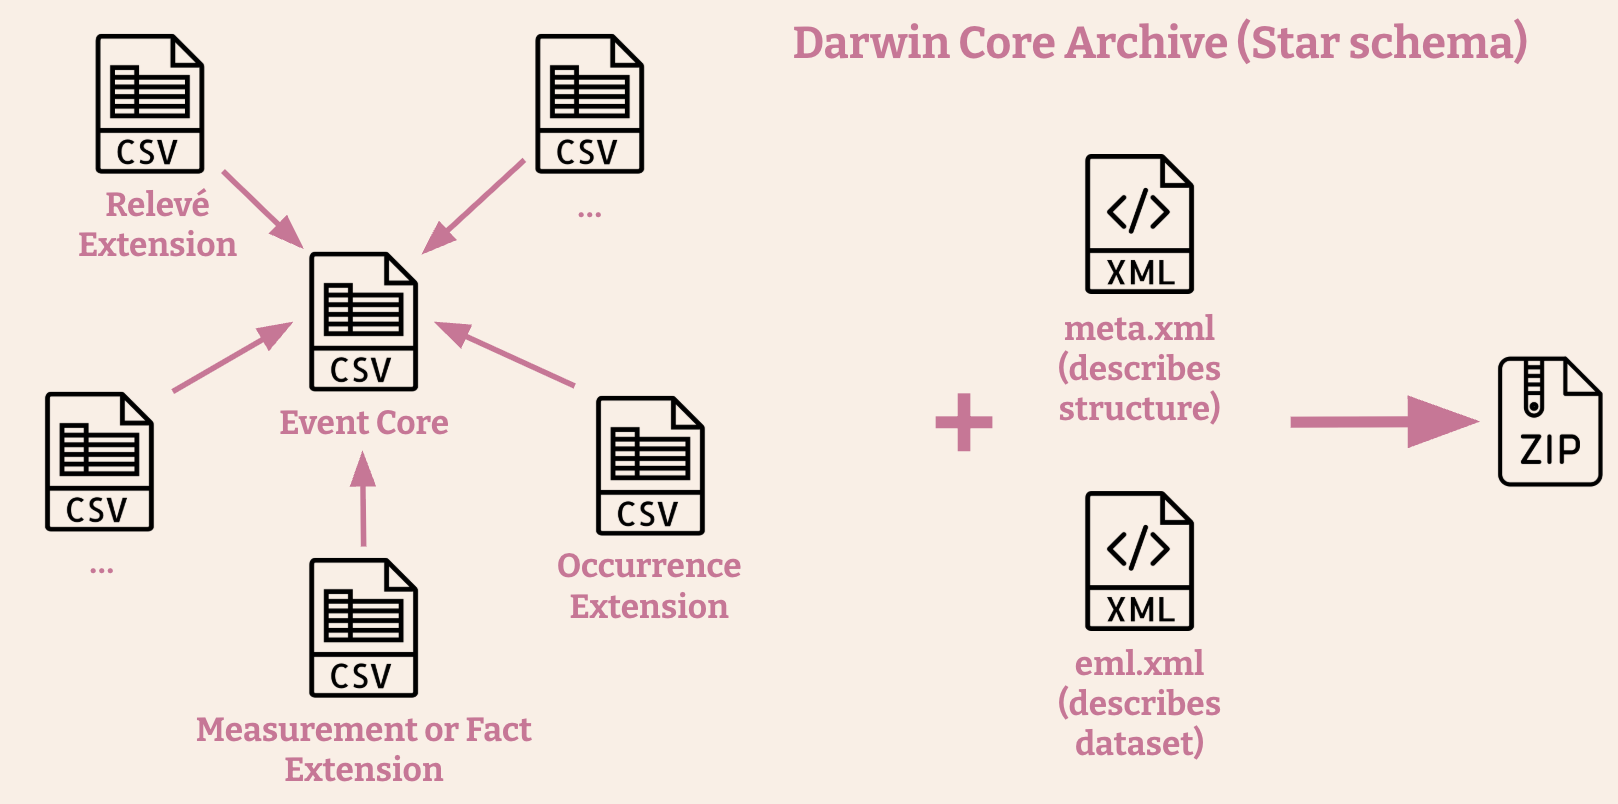 Darwin Core Archive (Star schema)
CSV
Relevé
Extension
CSV
...
CSV
Event Core
CSV
...
CSV
Occurrence
Extension
CSV
Measurement or Fact
Extension
+
XML
meta.xml
(describes
structure)
XML
eml.xml
(describes
dataset)
ZIP